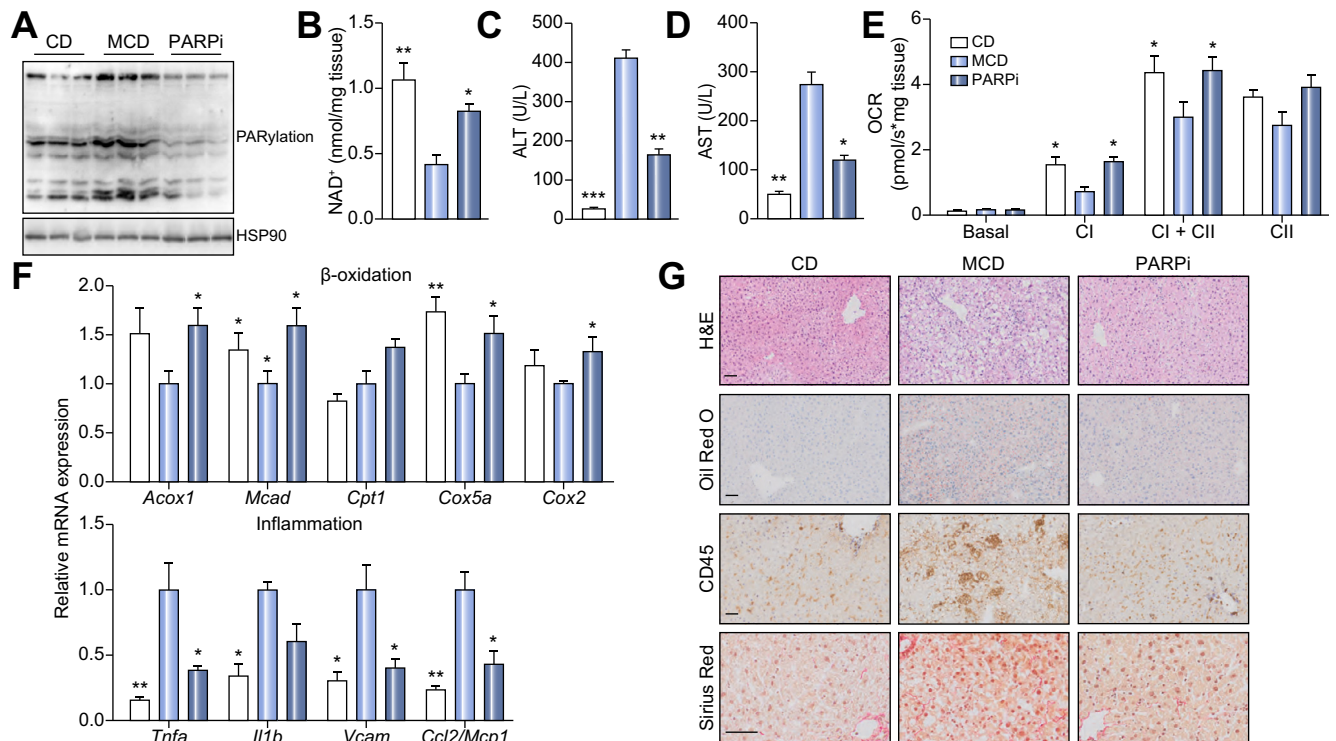 A
CD MCD PARPi
PARylation
HSP90
B
NAD⁺ (nmol/mg tissue)
1.5
1.0
0.5
0.0
**
*
C
ALT (U/L)
500
400
300
200
100
0
***
**
D
AST (U/L)
400
300
200
100
0
**
*
E
OCR
(pmol/s*mg tissue)
6
4
2
0
CD
MCD
PARPi
* *
* *
Basal CI CI + CII CII
F
Relative mRNA expression
β-oxidation
2.0
1.5
1.0
0.5
0.0
* * * * ** * *
Acox1 Mcad Cpt1 Cox5a Cox2
Inflammation
1.5
1.0
0.5
0.0
** * * * * ** *
Tnfa Il1b Vcam Ccl2/Mcp1
G
CD MCD PARPi
H&E
Oil Red O
CD45
Sirius Red